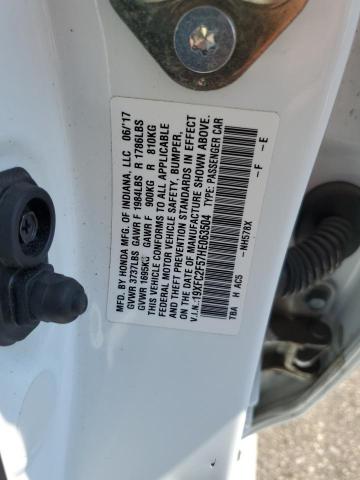 MFD. BY HONDA MFG. OF INDIANA, LLC 06/'17
GVWR 3737LBS GAWR F 1984LBS R 1786LBS
GVWR 1695KG GAWR F 900KG R 810KG
THIS VEHICLE CONFORMS TO ALL APPLICABLE
FEDERAL MOTOR VEHICLE SAFETY, BUMPER,
AND THEFT PREVENTION STANDARDS IN EFFECT
ON THE DATE OF MANUFACTURE SHOWN ABOVE.
V.I.N.:19XFC2F57HE093504 TYPE: PASSENGER CAR
TBA H AC5 -NH578X -F -E